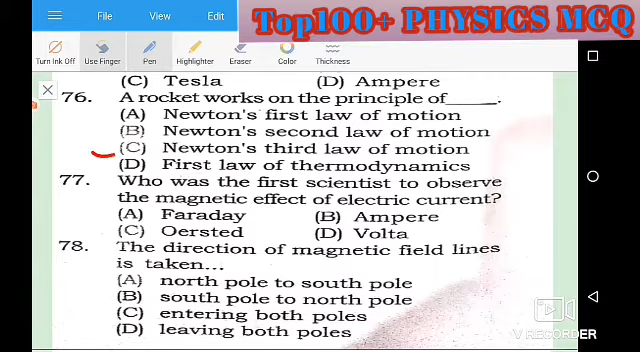 File View Edit
Top100+ PHYSICS MCQ
Turn Ink Off Use Finger Pen Highlighter Eraser Color Thickness
(C) Tesla (D) Ampere
76. A rocket works on the principle of_____.
(A) Newton's first law of motion
(B) Newton's second law of motion
(C) Newton's third law of motion
(D) First law of thermodynamics
77. Who was the first scientist to observe
the magnetic effect of electric current?
(A) Faraday (B) Ampere
(C) Oersted (D) Volta
78. The direction of magnetic field lines
is taken...
(A) north pole to south pole
(B) south pole to north pole
(C) entering both poles
(D) leaving both poles
V RECORDER